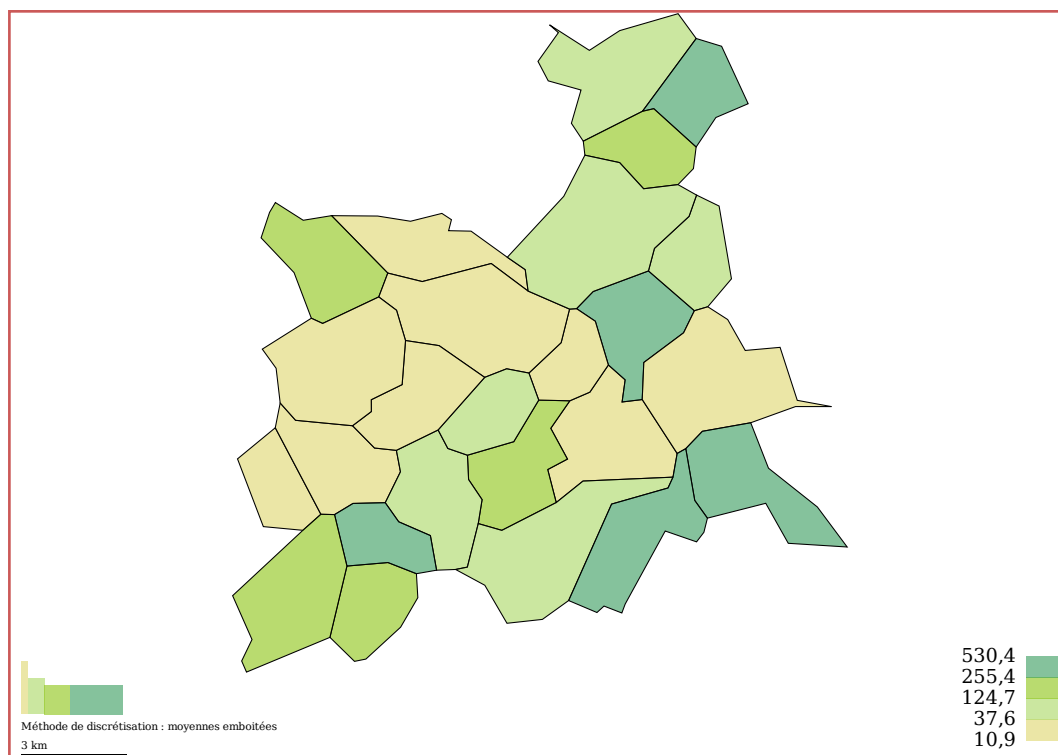 530,4
255,4
124,7
37,6
10,9
Méthode de discrétisation : moyennes emboitées
3 km